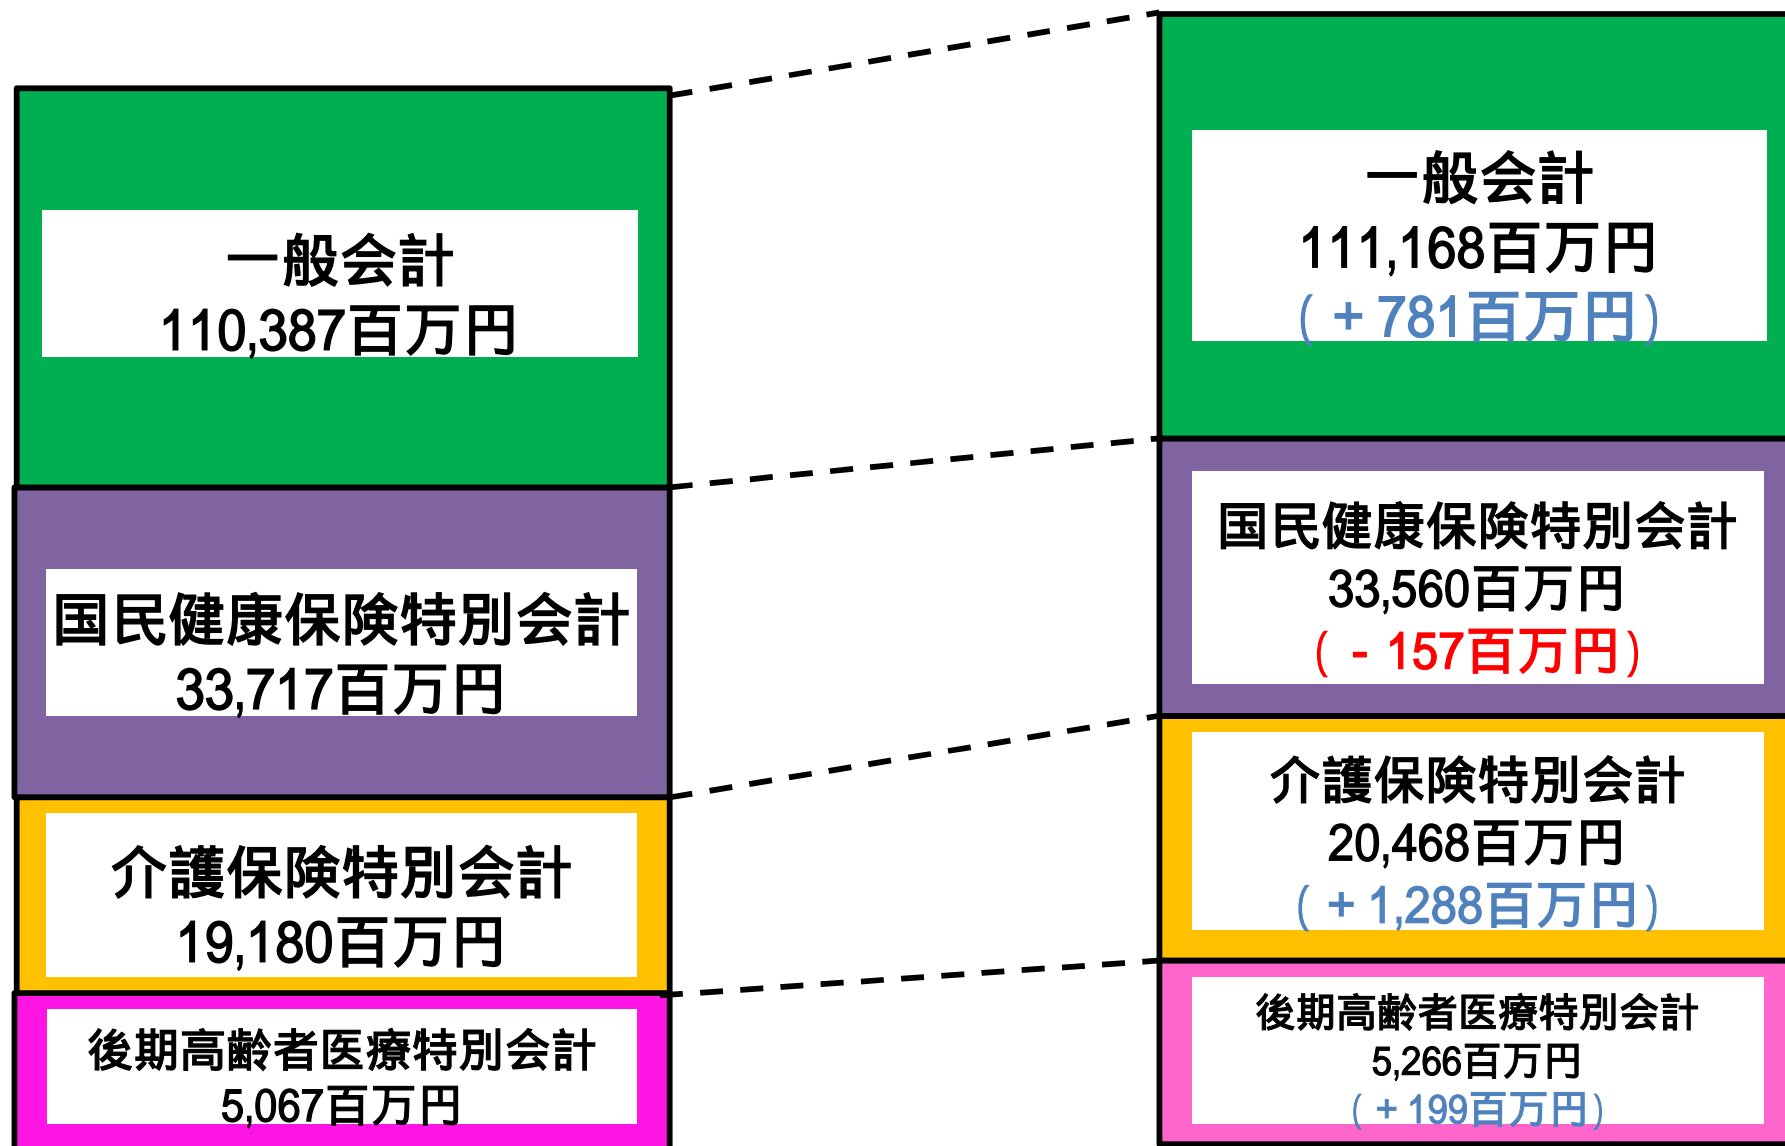 一般会計
110,387百万円
国民健康保険特別会計
33,717百万円
介護保険特別会計
19,180百万円
後期高齢者医療特別会計
5,067百万円
一般会計
111,168百万円
(+781百万円)
国民健康保険特別会計
33,560百万円
(-157百万円)
介護保険特別会計
20,468百万円
(+1,288百万円)
後期高齢者医療特別会計
5,266百万円
(+199百万円)